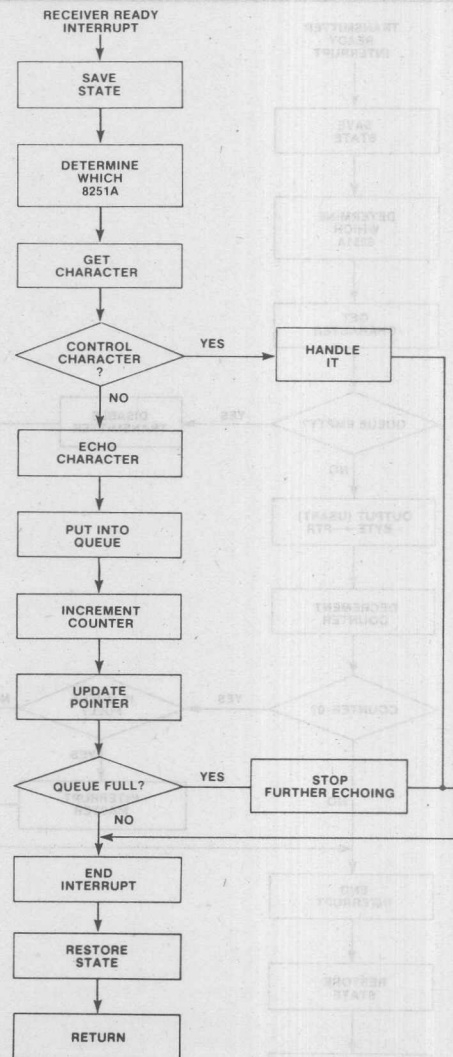 RECEIVER READY
INTERRUPT
SAVE
STATE
DETERMINE
WHICH
8251A
GET
CHARACTER
CONTROL
CHARACTER
?
YES
HANDLE
IT
NO
ECHO
CHARACTER
PUT INTO
QUEUE
INCREMENT
COUNTER
UPDATE
POINTER
QUEUE FULL?
YES
STOP
FURTHER ECHOING
NO
END
INTERRUPT
RESTORE
STATE
RETURN